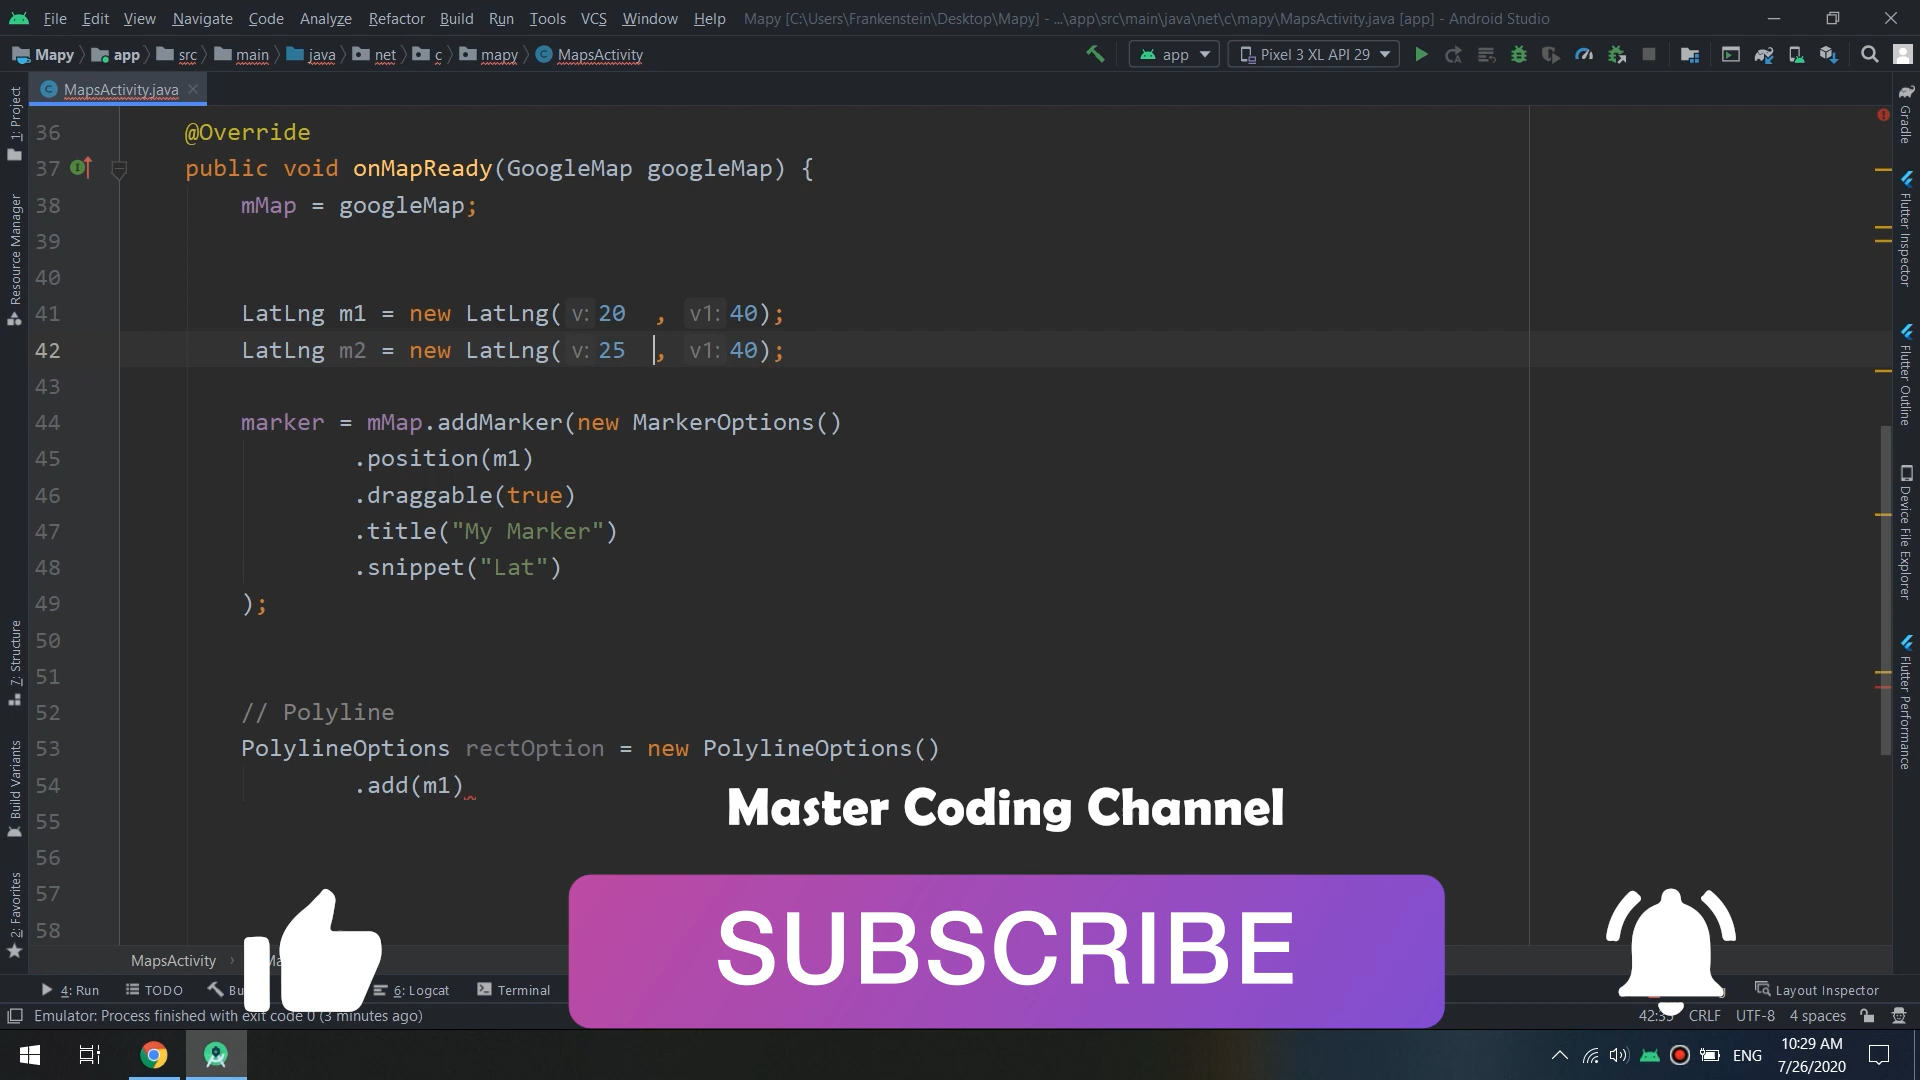 File Edit View Navigate Code Analyze Refactor Build Run Tools VCS Window Help Mapy [C:\Users\Frankenstein\Desktop\Mapy] - ...\app\src\main\java\net\c\mapy\MapsActivity.java [app] - Android Studio
Mapy app src main java net c mapy MapsActivity app Pixel 3 XL API 29
MapsActivity.java
1: Project
Resource Manager
7: Structure
Build Variants
2: Favorites
36 @Override
37 public void onMapReady(GoogleMap googleMap) {
38 mMap = googleMap;
39
40
41 LatLng m1 = new LatLng( v: 20 , v1: 40);
42 LatLng m2 = new LatLng( v: 25 , v1: 40);
43
44 marker = mMap.addMarker(new MarkerOptions()
45 .position(m1)
46 .draggable(true)
47 .title("My Marker")
48 .snippet("Lat")
49 );
50
51
52 // Polyline
53 PolylineOptions rectOption = new PolylineOptions()
54 .add(m1)
55
56
57
58
Gradle
Flutter Inspector
Flutter Outline
Device File Explorer
Flutter Performance
Master Coding Channel
SUBSCRIBE
MapsActivity
4: Run TODO 6: Logcat Terminal Layout Inspector
Emulator: Process finished with exit code 0 (3 minutes ago) CRLF UTF-8 4 spaces
ENG 10:29 AM
7/26/2020